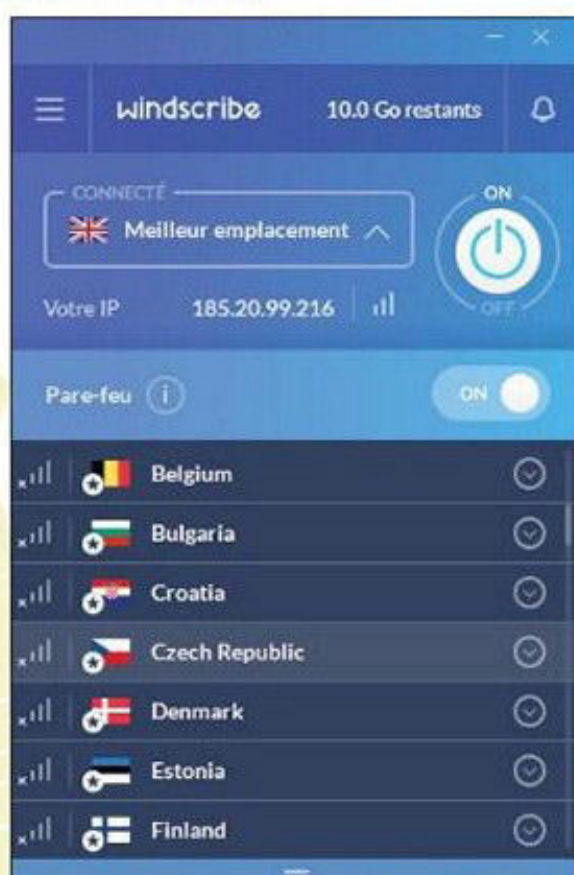 windscribe 10.0 Go restants
CONNECTÉ
ON
Meilleur emplacement
OFF
Votre IP 185.20.99.216
Pare-feu i ON
Belgium
Bulgaria
Croatia
Czech Republic
Denmark
Estonia
Finland